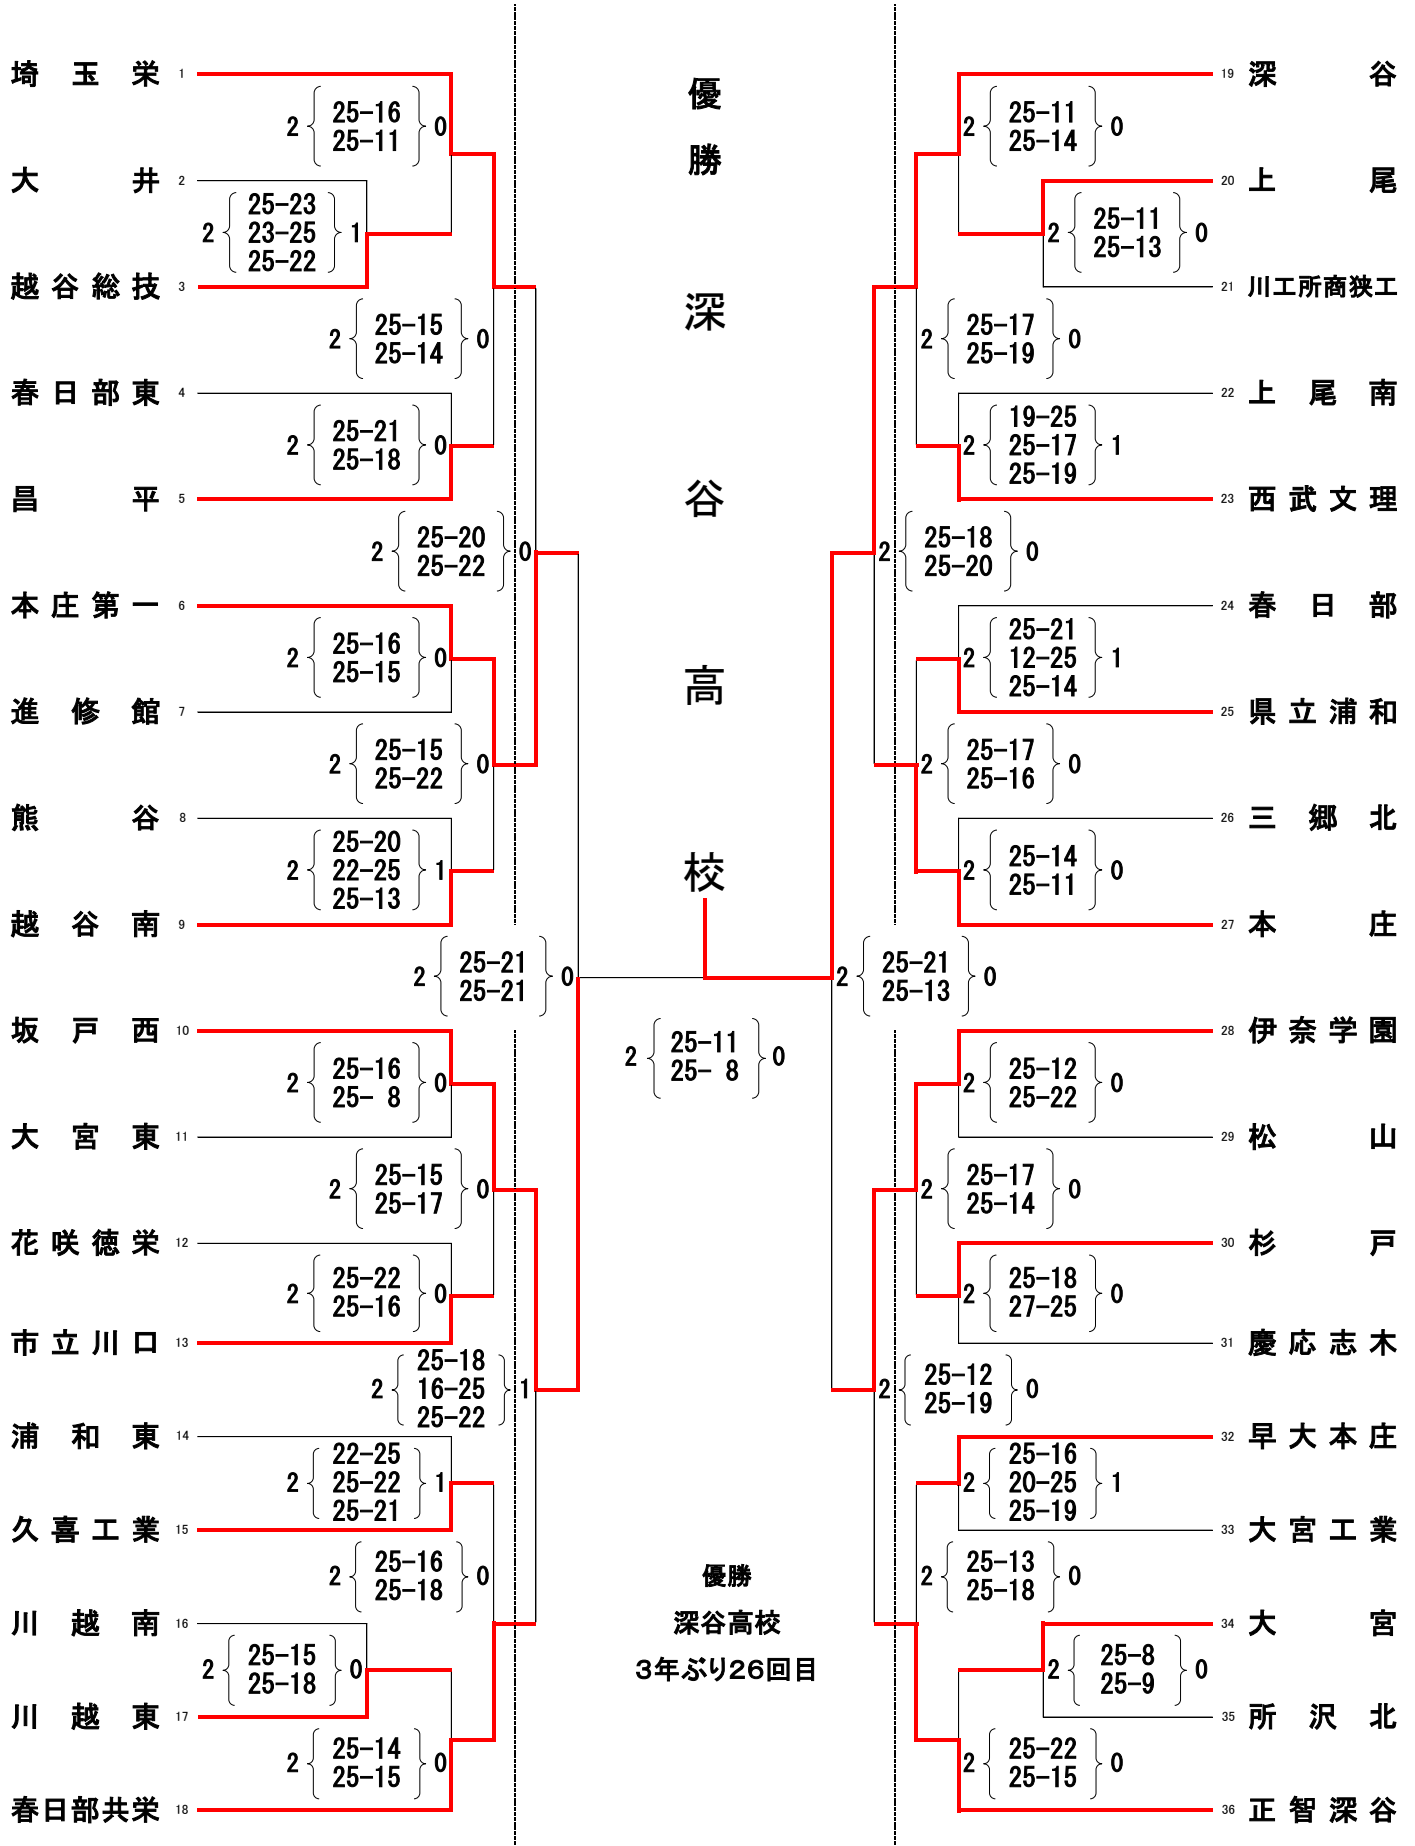 埼玉栄 1
2 25-16 0
25-11
大井 2
2 25-23 1
23-25
25-22
越谷総技 3
2 25-15 0
25-14
春日部東 4
2 25-21 0
25-18
昌平 5
2 25-20 0
25-22
本庄第一 6
2 25-16 0
25-15
進修館 7
2 25-15 0
25-22
熊谷 8
2 25-20 1
22-25
25-13
越谷南 9
2 25-21 0
25-21
坂戸西 10
2 25-16 0
25- 8
大宮東 11
2 25-15 0
25-17
花咲徳栄 12
2 25-22 0
25-16
市立川口 13
2 25-18 1
16-25
25-22
浦和東 14
2 22-25 1
25-22
25-21
久喜工業 15
2 25-16 0
25-18
川越南 16
2 25-15 0
25-18
川越東 17
2 25-14 0
25-15
春日部共栄 18
優勝
深谷高校
2 25-11 0
25- 8
優勝
深谷高校
3年ぶり26回目
19 深谷
2 25-11 0
25-14
20 上尾
2 25-11 0
25-13
21 川工所商狭工
2 25-17 0
25-19
22 上尾南
2 19-25 1
25-17
25-19
23 西武文理
2 25-18 0
25-20
24 春日部
2 25-21 1
12-25
25-14
25 県立浦和
2 25-17 0
25-16
26 三郷北
2 25-14 0
25-11
27 本庄
2 25-21 0
25-13
28 伊奈学園
2 25-12 0
25-22
29 松山
2 25-17 0
25-14
30 杉戸
2 25-18 0
27-25
31 慶応志木
2 25-12 0
25-19
32 早大本庄
2 25-16 1
20-25
25-19
33 大宮工業
2 25-13 0
25-18
34 大宮
2 25-8 0
25-9
35 所沢北
2 25-22 0
25-15
36 正智深谷